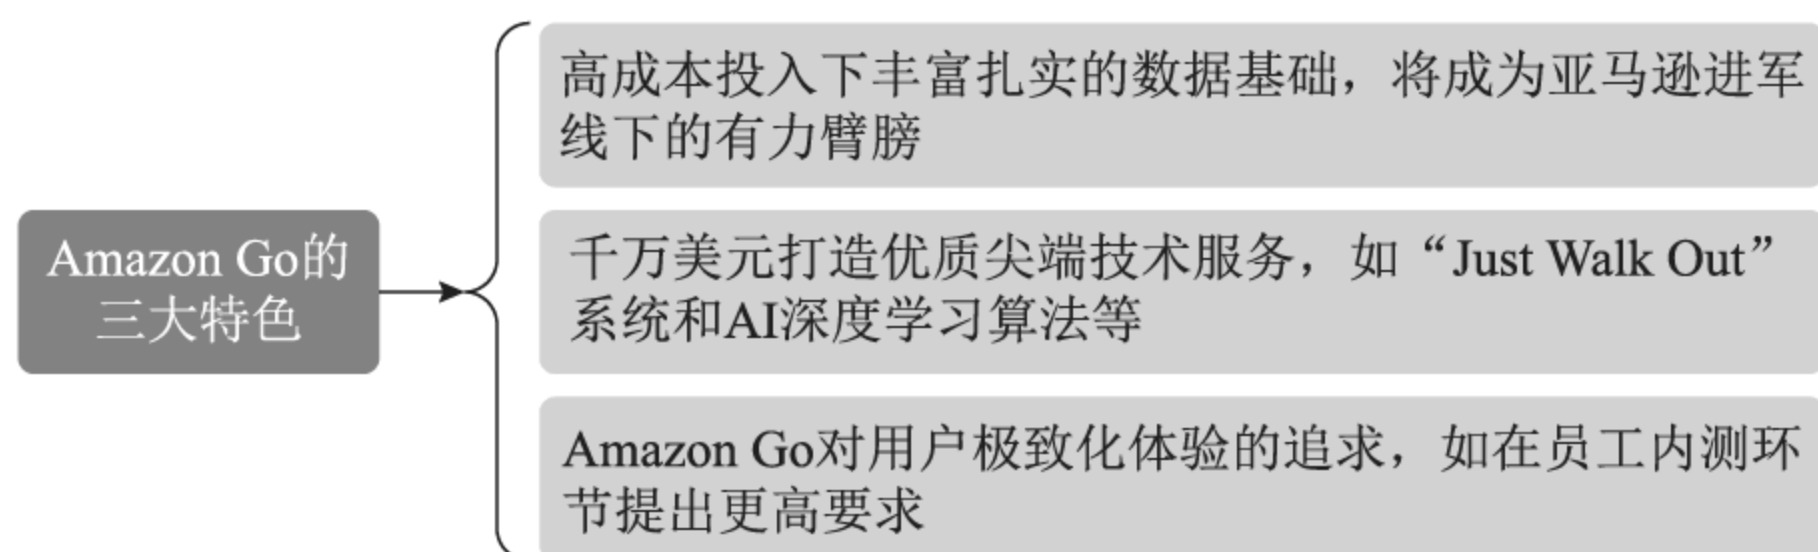 Amazon Go的
三大特色
高成本投入下丰富扎实的数据基础，将成为亚马逊进军
线下的有力臂膀
千万美元打造优质尖端技术服务，如“Just Walk Out”
系统和AI深度学习算法等
Amazon Go对用户极致化体验的追求，如在员工内测环
节提出更高要求